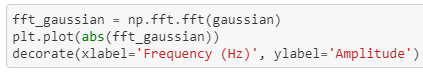 fft_gaussian = np.fft.fft(gaussian)
plt.plot(abs(fft_gaussian))
decorate(xlabel='Frequency (Hz)', ylabel='Amplitude')